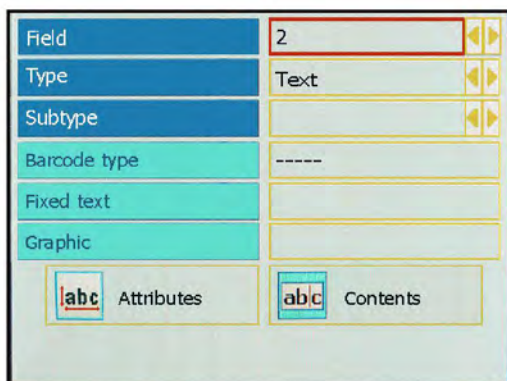 Field 2
Type Text
Subtype
Barcode type -----
Fixed text
Graphic
abc Attributes abc Contents